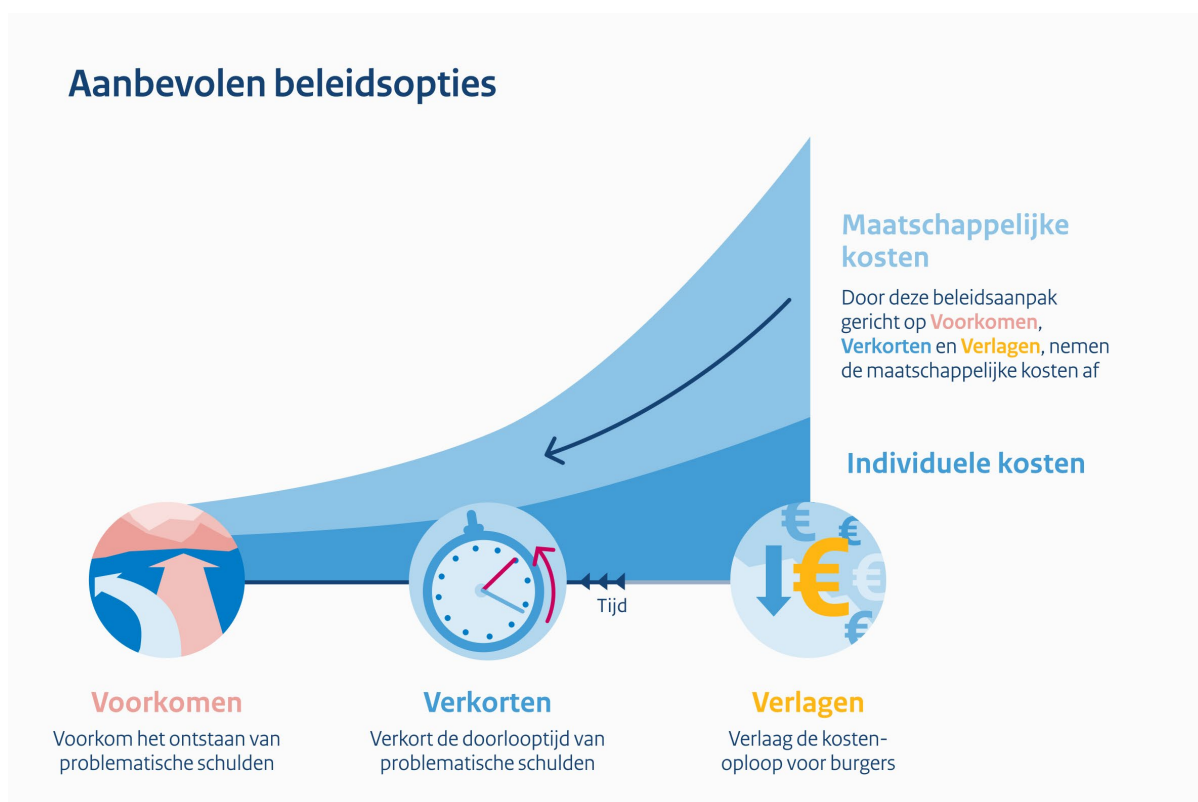 Aanbevolen beleidsopties
Maatschappelijke
kosten
Door deze beleidsaanpak
gericht op Voorkomen,
Verkorten en Verlagen, nemen
de maatschappelijke kosten af
Individuele kosten
€
€
€
€
€
Tijd
Voorkomen
Voorkom het ontstaan van
problematische schulden
Verkorten
Verkort de doorlooptijd van
problematische schulden
Verlagen
Verlaag de kosten-
oploop voor burgers